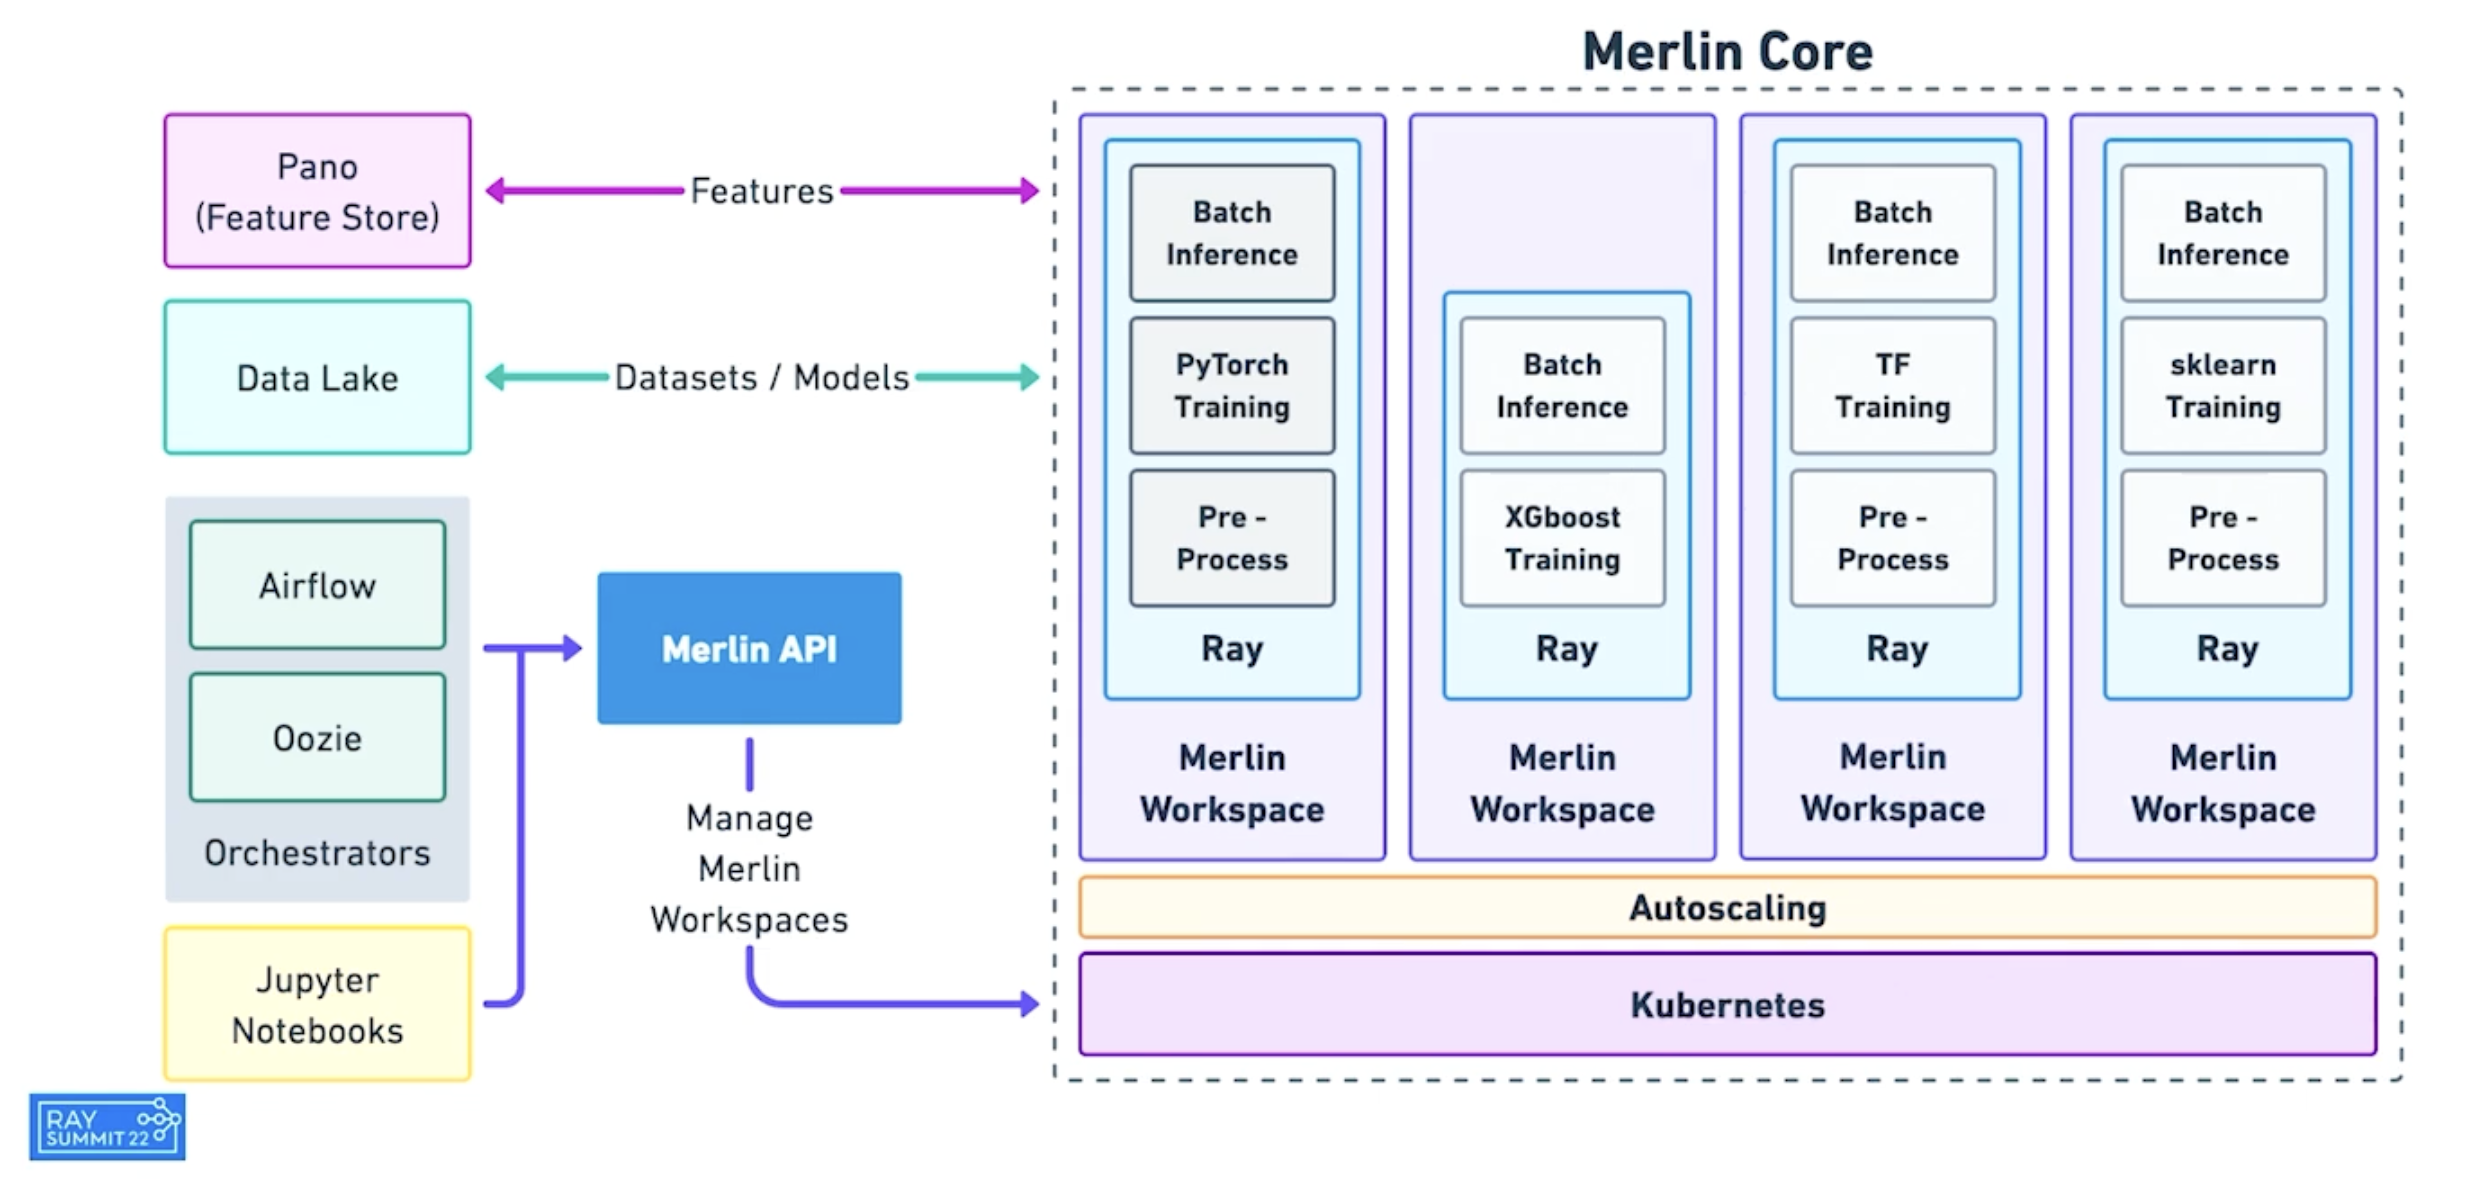 Merlin Core
Pano
(Feature Store)
Features
Data Lake
Datasets / Models
Airflow
Oozie
Orchestrators
Jupyter
Notebooks
Merlin API
Manage
Merlin
Workspaces
Batch
Inference
PyTorch
Training
Pre -
Process
Ray
Merlin
Workspace
Batch
Inference
XGboost
Training
Ray
Merlin
Workspace
Batch
Inference
TF
Training
Pre -
Process
Ray
Merlin
Workspace
Batch
Inference
sklearn
Training
Pre -
Process
Ray
Merlin
Workspace
Autoscaling
Kubernetes
RAY
SUMMIT 22